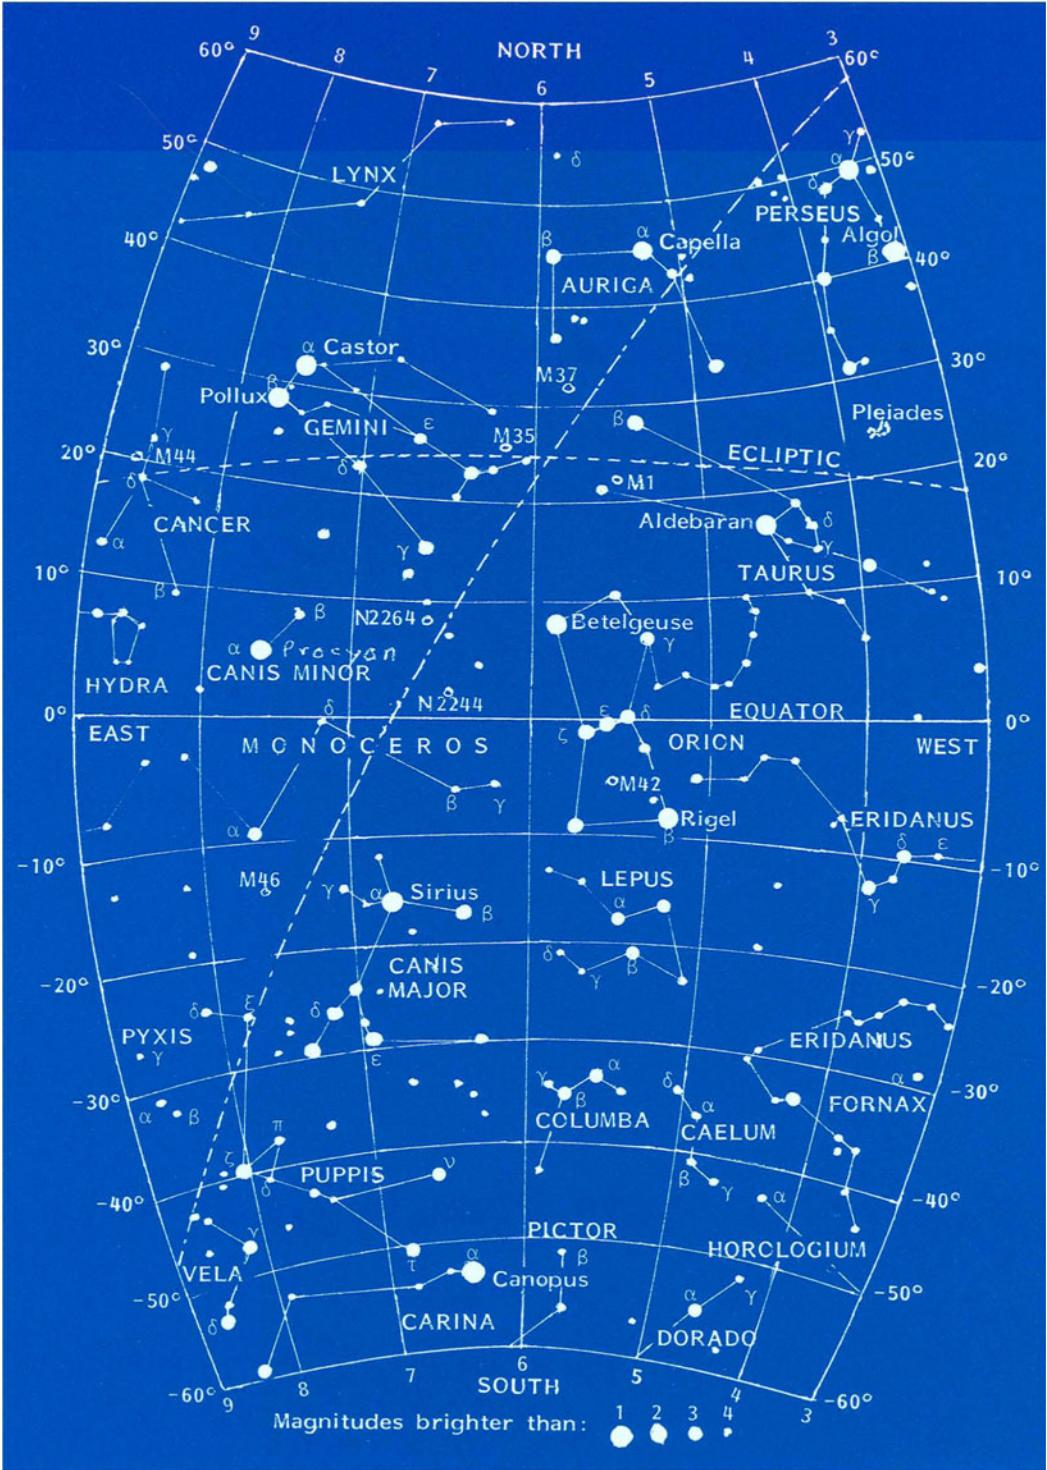 9 8 7 6 5 4 3
NORTH
60° 60°
50° γ
α 50°
δ
LYNX δ
PERSEUS
40° β α Capella Algol
β 40°
AURIGA
30° α Castor 30°
β M37
Pollux Pleiades
GEMINI ε β
γ M35
20° M44 δ ECLIPTIC 20°
δ M1
CANCER Aldebaran δ
α γ γ
10° TAURUS 10°
β
β N2264 Betelgeuse
γ
α Procyon
CANIS MINOR
HYDRA
N2244
0° δ ε δ EQUATOR 0°
EAST ζ
MONOCEROS ORION WEST
M42
β γ
α Rigel ERIDANUS
β δ ε
-10° -10°
M46 LEPUS
γ α Sirius α γ
β
δ β
CANIS γ
MAJOR
-20° -20°
δ ξ δ
PYXIS ERIDANUS
γ ε
α α
-30° γ δ -30°
α β β α FORNAX
COLUMBA CAELUM
π
ζ ν
PUPPIS β
δ γ α
-40° -40°
PICTOR
γ β HOROLOGIUM
τ α
VELA Canopus
-50° α γ -50°
δ CARINA DORADO
-60° 9 8 7 6 5 4 3 -60°
SOUTH
Magnitudes brighter than: 1 2 3 4